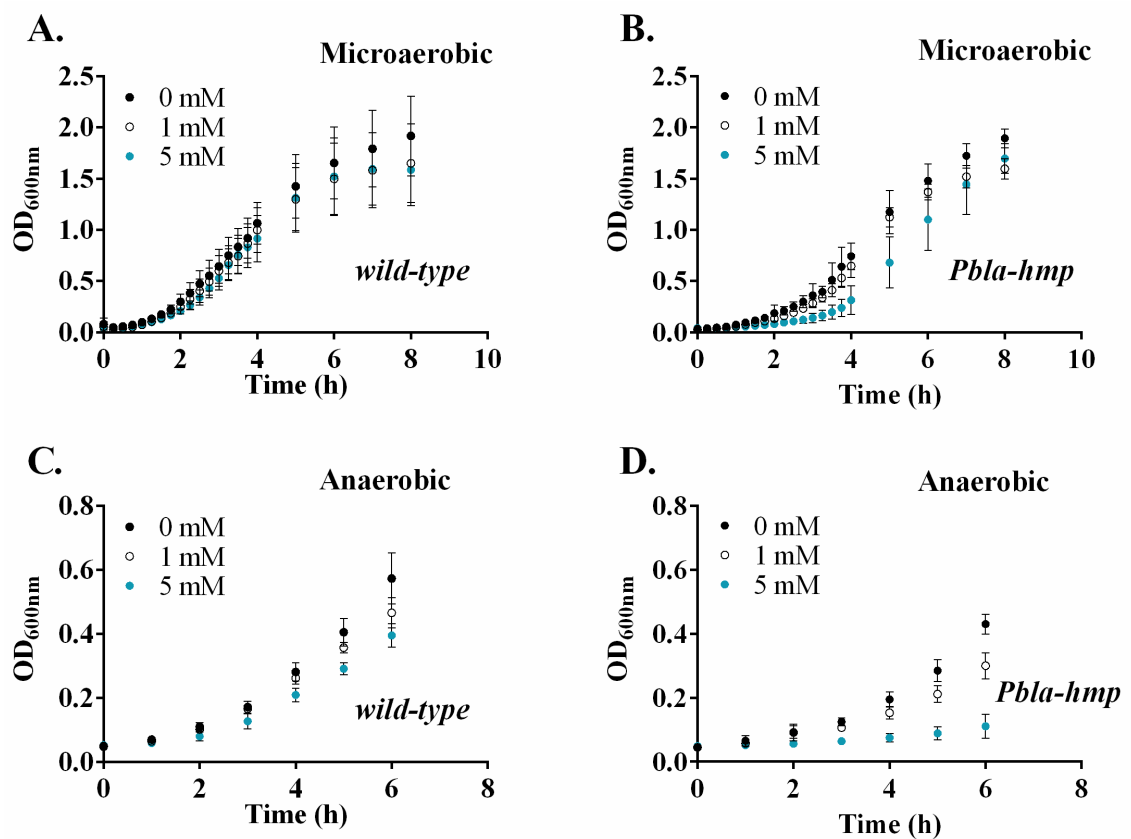 A.
Microaerobic
2.5
2.0
1.5
1.0
0.5
0.0
OD600nm
0 mM
1 mM
5 mM
wild-type
0 2 4 6 8 10
Time (h)
B.
Microaerobic
2.5
2.0
1.5
1.0
0.5
0.0
OD600nm
0 mM
1 mM
5 mM
Pbla-hmp
0 2 4 6 8 10
Time (h)
C.
Anaerobic
0.8
0.6
0.4
0.2
0.0
OD600nm
0 mM
1 mM
5 mM
wild-type
0 2 4 6 8
Time (h)
D.
Anaerobic
0.8
0.6
0.4
0.2
0.0
OD600nm
0 mM
1 mM
5 mM
Pbla-hmp
0 2 4 6 8
Time (h)